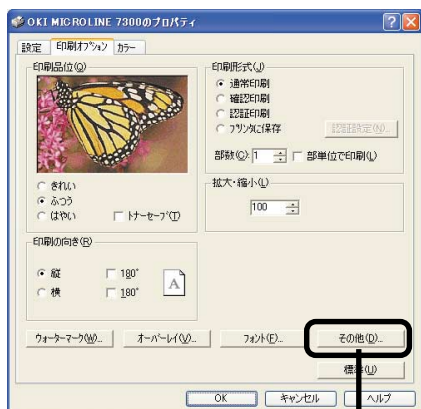 OKI MICROLINE 7300のプロパティ
設定 印刷オプション カラー
印刷品位(Q)
きれい
ふつう
はやい トナーセーブ(T)
印刷の向き(R)
縦 180°
横 180°
A
印刷形式(J)
通常印刷
確認印刷
認証印刷
プリンタに保存 認証設定(N)...
部数(C): 1 部単位で印刷(L)
拡大・縮小(L)
100
ウォーターマーク(W)... オーバーレイ(V)... フォント(F)... その他(D)...
標準(U)
OK キャンセル ヘルプ